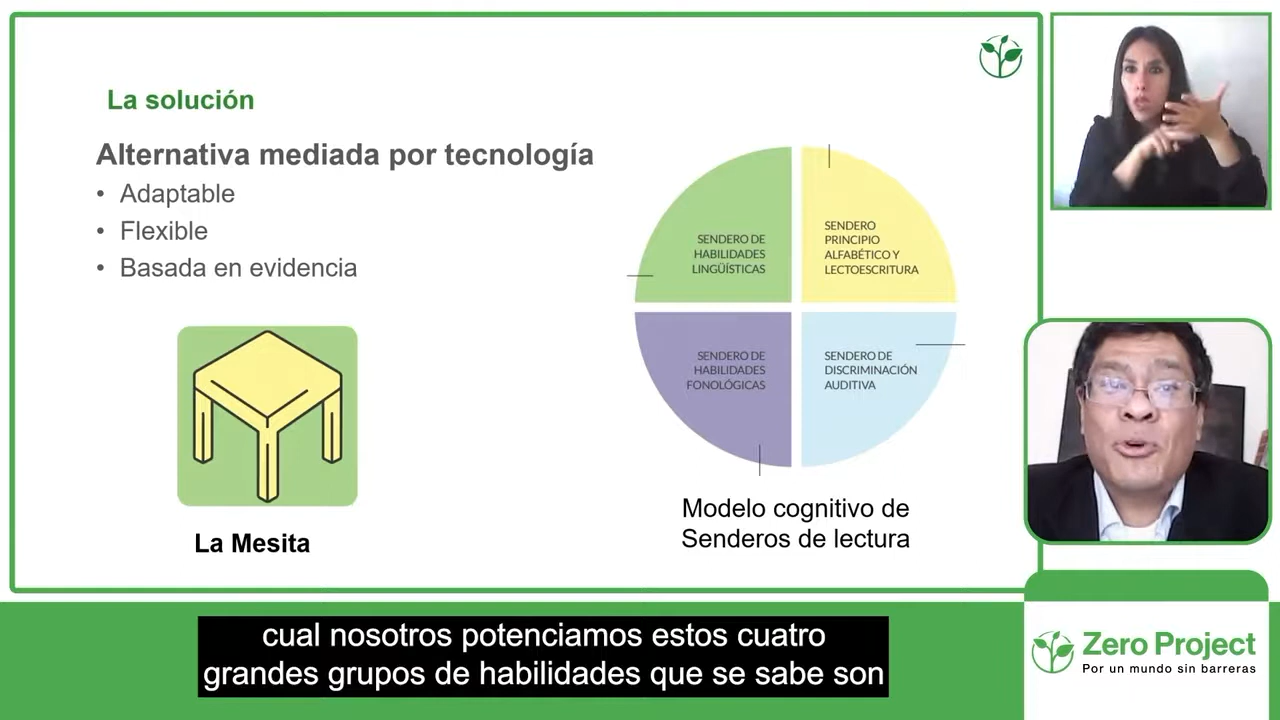 La solución
Alternativa mediada por tecnología
• Adaptable
• Flexible
• Basada en evidencia
La Mesita
SENDERO DE
HABILIDADES
LINGÜÍSTICAS
SENDERO
PRINCIPIO
ALFABÉTICO Y
LECTOESCRITURA
SENDERO DE
HABILIDADES
FONOLÓGICAS
SENDERO DE
DISCRIMINACIÓN
AUDITIVA
Modelo cognitivo de
Senderos de lectura
cual nosotros potenciamos estos cuatro
grandes grupos de habilidades que se sabe son
Zero Project
Por un mundo sin barreras